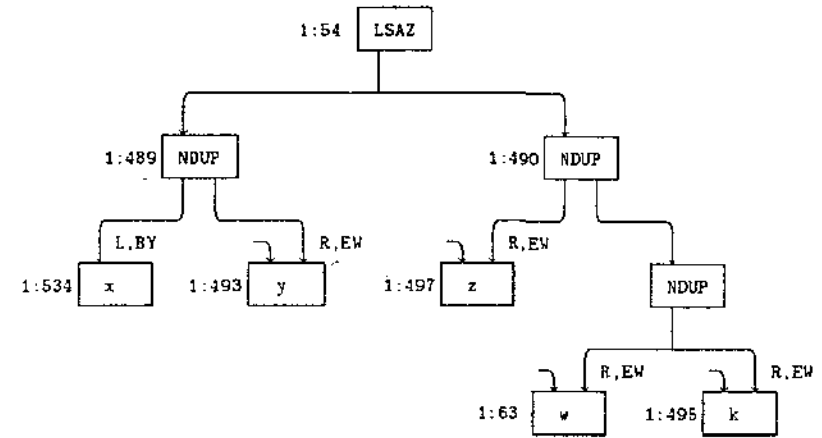 1:54 LSAZ
1:489 NDUP 1:490 NDUP
L,BY R,EW R,EW
1:534 x 1:493 y 1:497 z NDUP
R,EW R,EW
1:63 w 1:495 k